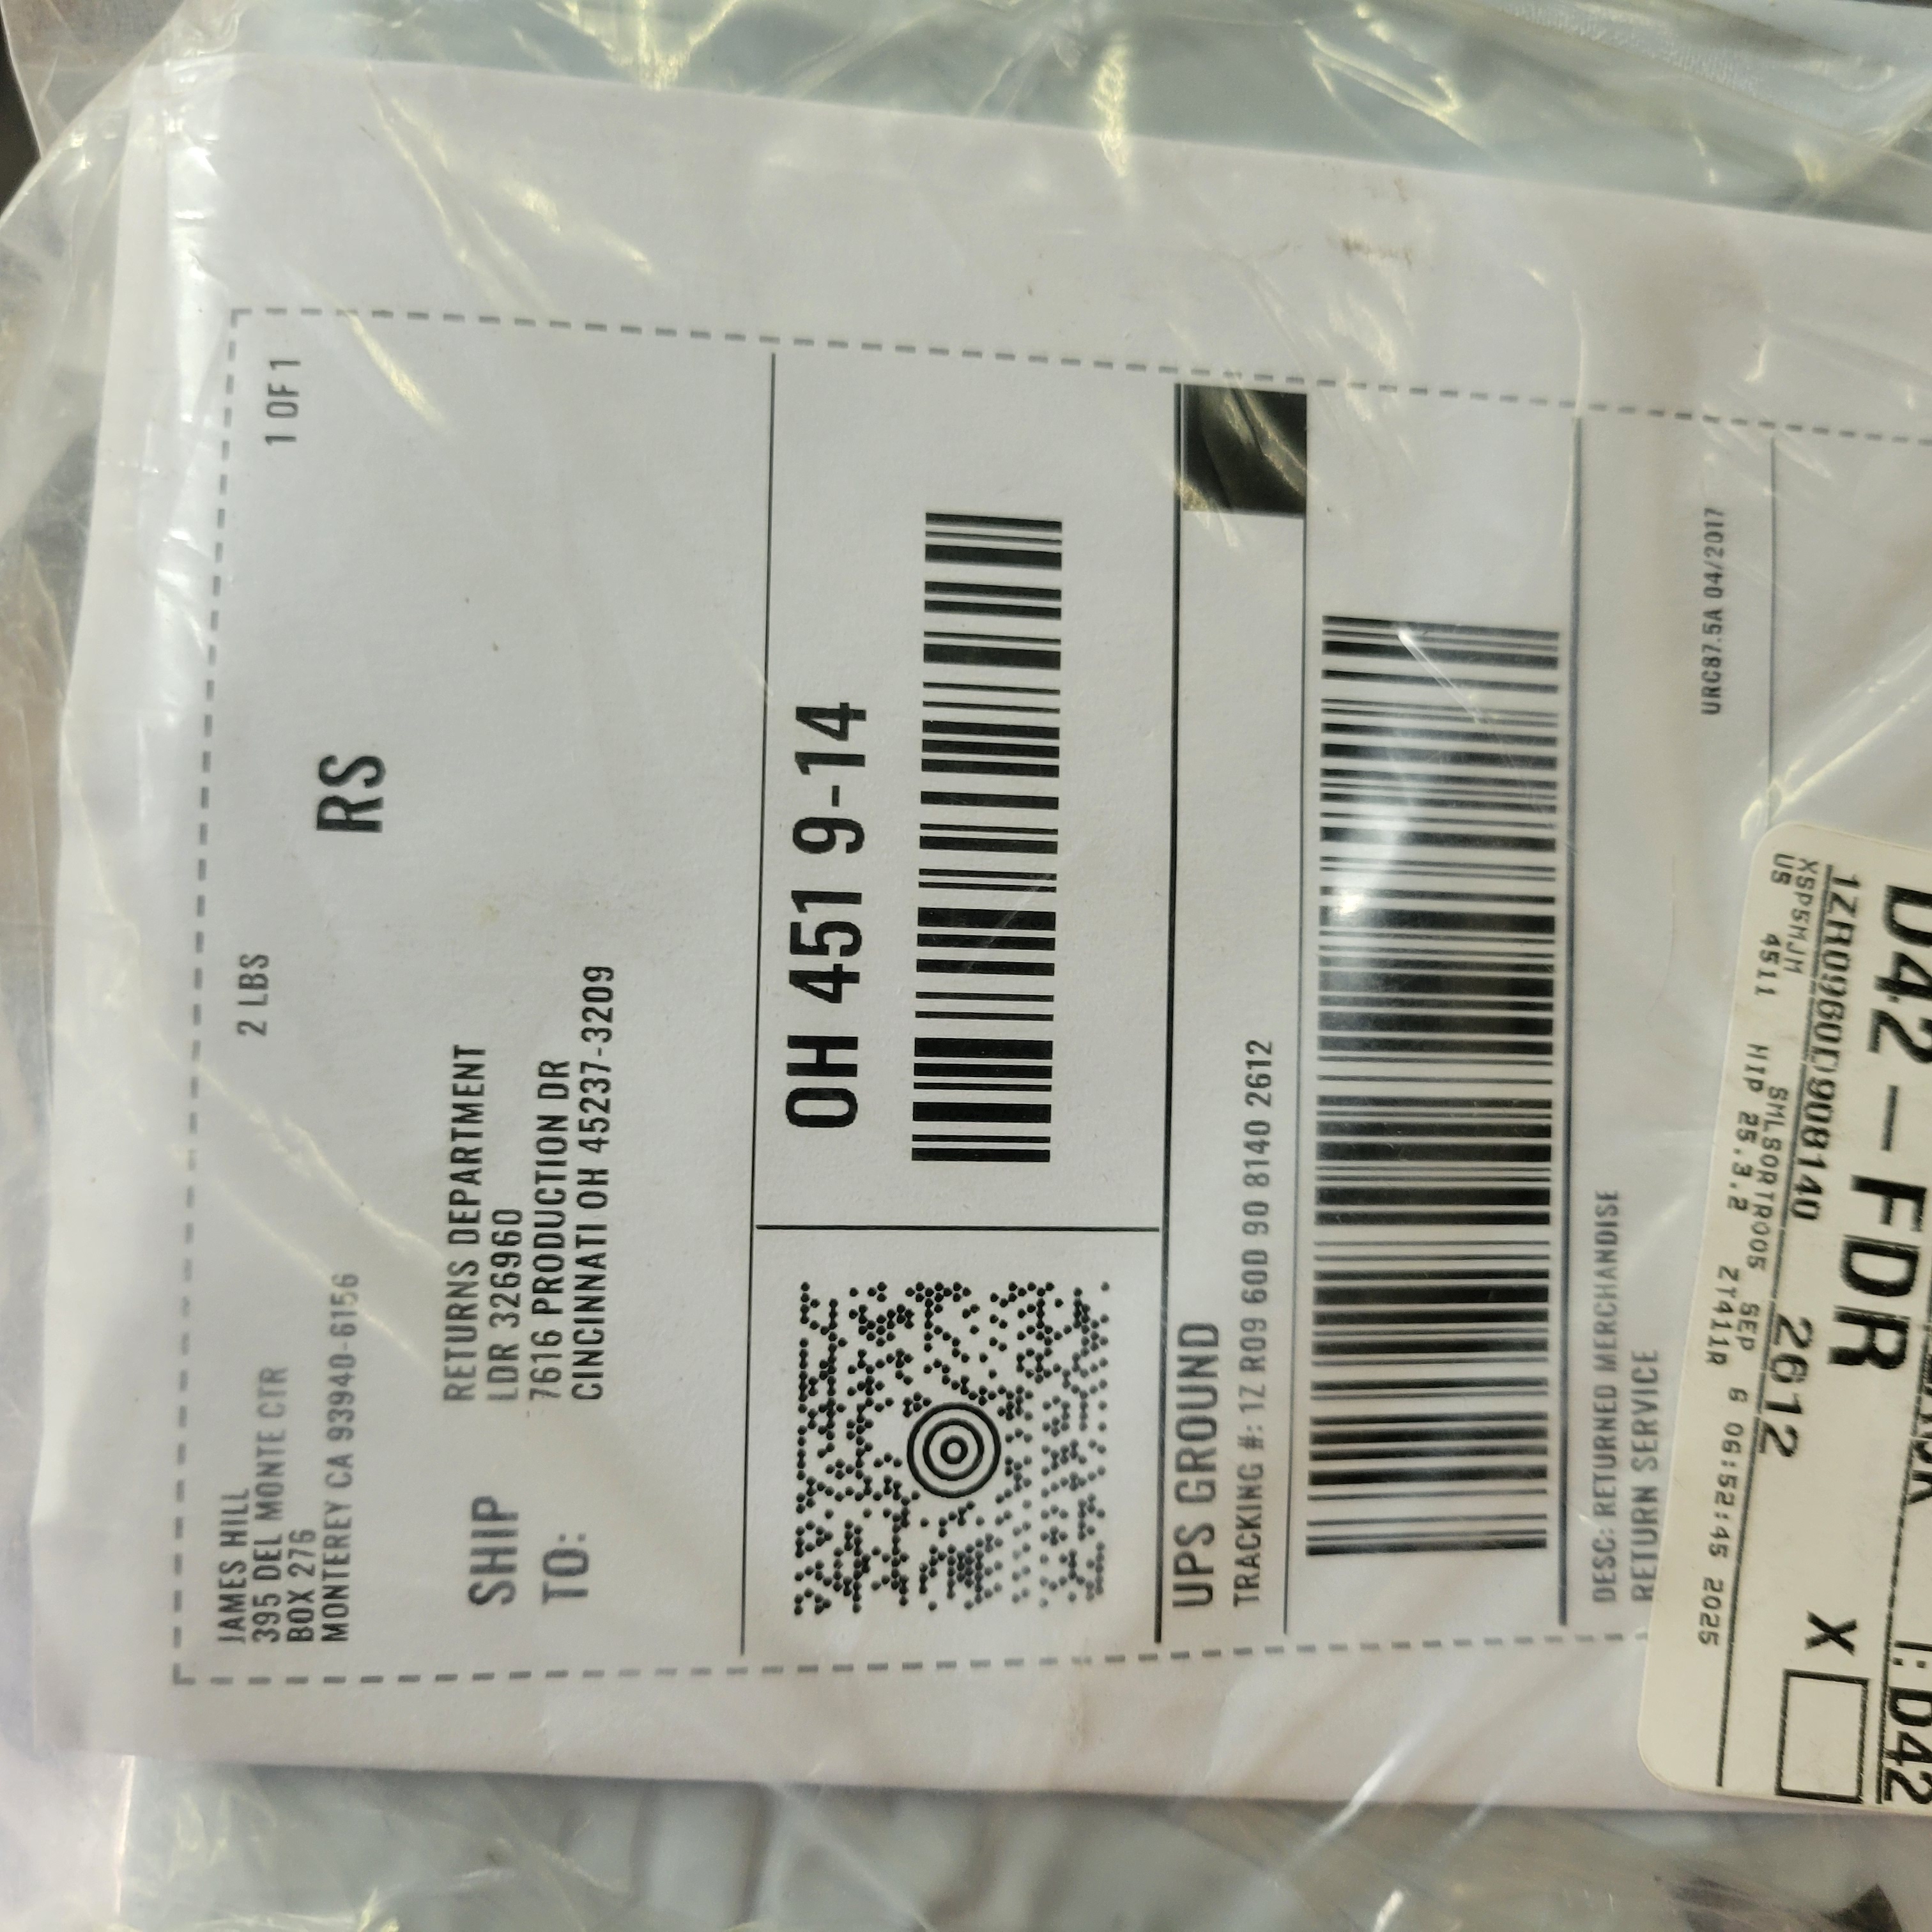 JAMES HILL
395 DEL MONTE CTR
BOX 276
MONTEREY CA 93940-6156
2 LBS
1 OF 1
RS
SHIP
TO:
RETURNS DEPARTMENT
LDR 326960
7616 PRODUCTION DR
CINCINNATI OH 45237-3209
OH 451 9-14
UPS GROUND
TRACKING #: 1Z R09 60D 90 8140 2612
DESC: RETURNED MERCHANDISE
RETURN SERVICE
URC87.5A 04/2017
D42-FDR
1ZR0960D908140 2612
XSP5MJM SMLSORTR005 SEP 6 06:52:45 2025
US 4511 HIP 25.3.2 ZT411R
X